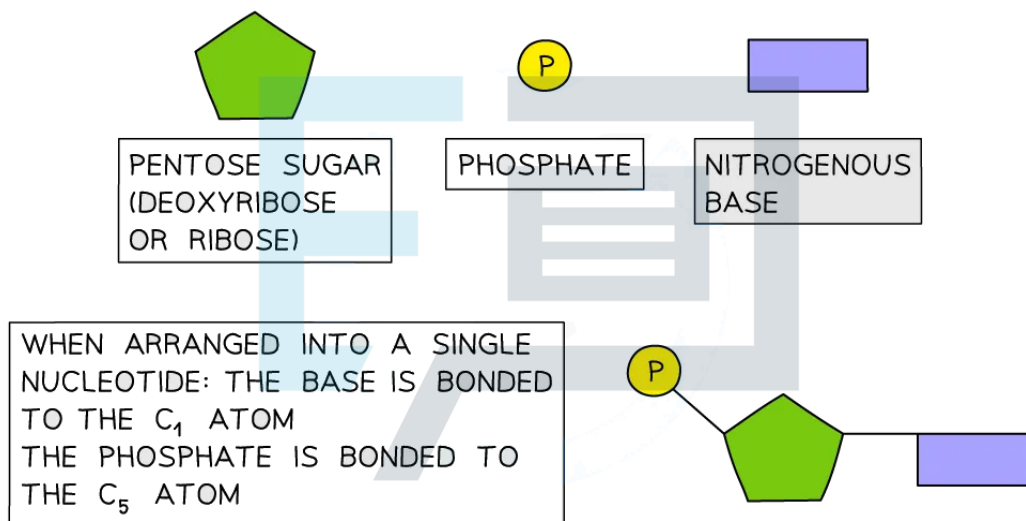 P
PENTOSE SUGAR
(DEOXYRIBOSE
OR RIBOSE)
PHOSPHATE
NITROGENOUS
BASE
WHEN ARRANGED INTO A SINGLE
NUCLEOTIDE: THE BASE IS BONDED
TO THE C₁ ATOM
THE PHOSPHATE IS BONDED TO
THE C₅ ATOM
P